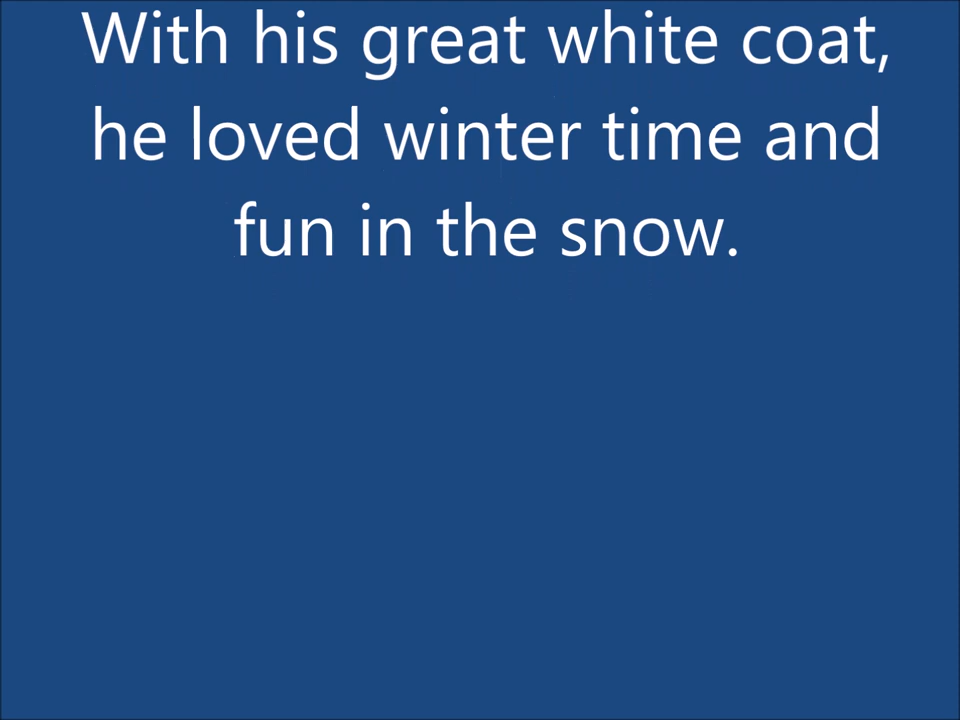 With his great white coat,
he loved winter time and
fun in the snow.